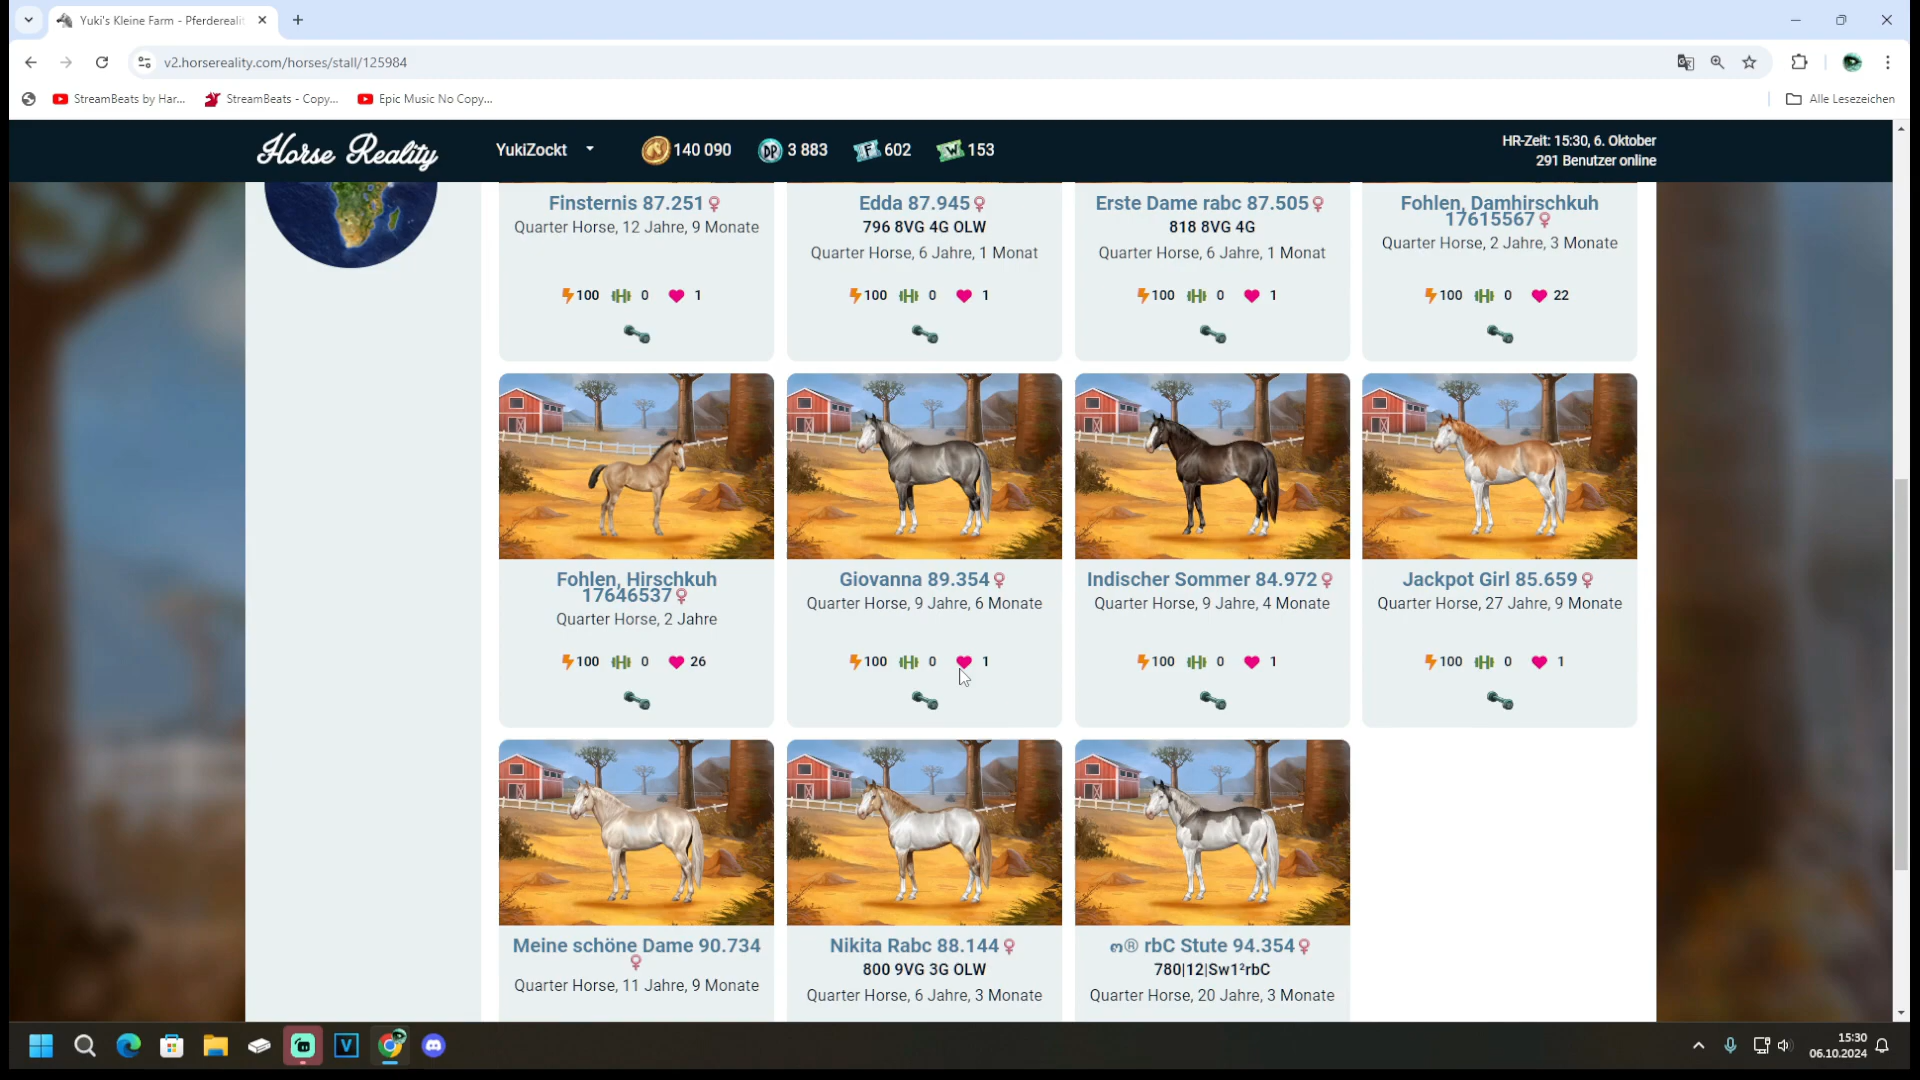 Yuki's Kleine Farm - Pferdereali
v2.horsereality.com/horses/stall/125984
StreamBeats by Har...
StreamBeats - Copy...
Epic Music No Copy...
Alle Lesezeichen
Horse Reality
YukiZockt
140 090
DP
3 883
F
602
W
153
HR-Zeit: 15:30, 6. Oktober
291 Benutzer online
Finsternis 87.251♀
Quarter Horse, 12 Jahre, 9 Monate
100 0 1
Edda 87.945♀
796 8VG 4G OLW
Quarter Horse, 6 Jahre, 1 Monat
100 0 1
Erste Dame rabc 87.505♀
818 8VG 4G
Quarter Horse, 6 Jahre, 1 Monat
100 0 1
Fohlen, Damhirschkuh
17615567♀
Quarter Horse, 2 Jahre, 3 Monate
100 0 22
Fohlen, Hirschkuh
17646537♀
Quarter Horse, 2 Jahre
100 0 26
Giovanna 89.354♀
Quarter Horse, 9 Jahre, 6 Monate
100 0 1
Indischer Sommer 84.972♀
Quarter Horse, 9 Jahre, 4 Monate
100 0 1
Jackpot Girl 85.659♀
Quarter Horse, 27 Jahre, 9 Monate
100 0 1
Meine schöne Dame 90.734
♀
Quarter Horse, 11 Jahre, 9 Monate
Nikita Rabc 88.144♀
800 9VG 3G OLW
Quarter Horse, 6 Jahre, 3 Monate
® rbC Stute 94.354♀
780|12|Sw1²rbC
Quarter Horse, 20 Jahre, 3 Monate
V
15:30
06.10.2024